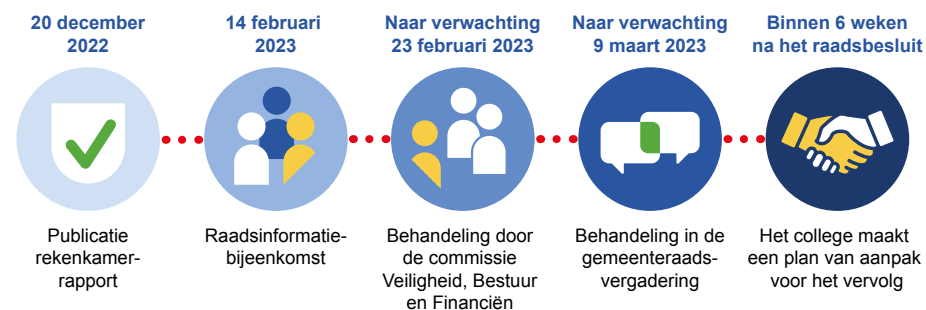 20 december
2022
Publicatie
rekenkamer-
rapport
14 februari
2023
Raadsinformatie-
bijeenkomst
Naar verwachting
23 februari 2023
Behandeling door
de commissie
Veiligheid, Bestuur
en Financiën
Naar verwachting
9 maart 2023
Behandeling in de
gemeenteraads-
vergadering
Binnen 6 weken
na het raadsbesluit
Het college maakt
een plan van aanpak
voor het vervolg